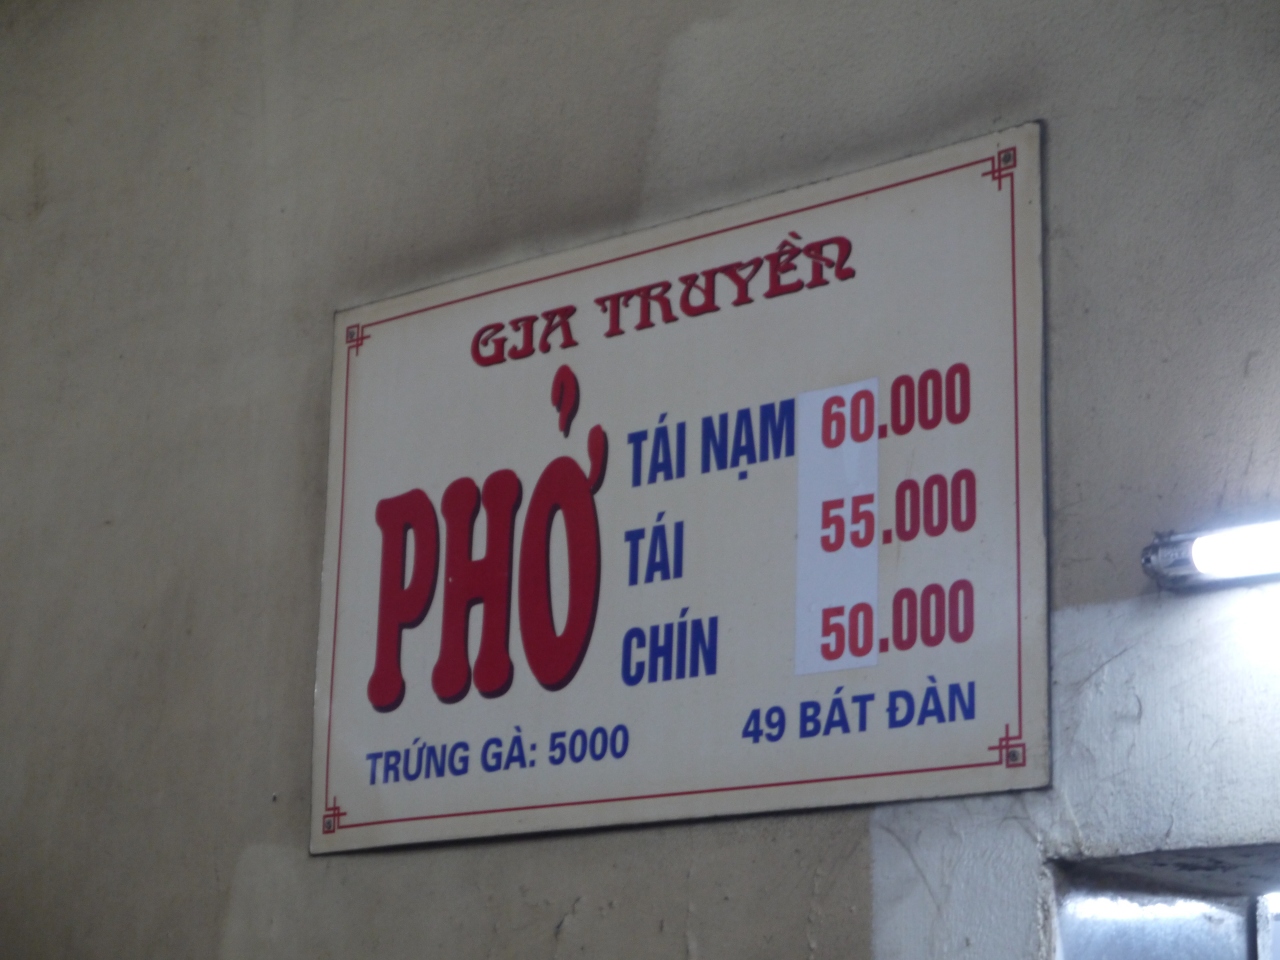 GIA TRUYỀN
PHỞ
TÁI NẠM 60.000
TÁI 55.000
CHÍN 50.000
TRỨNG GÀ: 5000
49 BÁT ĐÀN